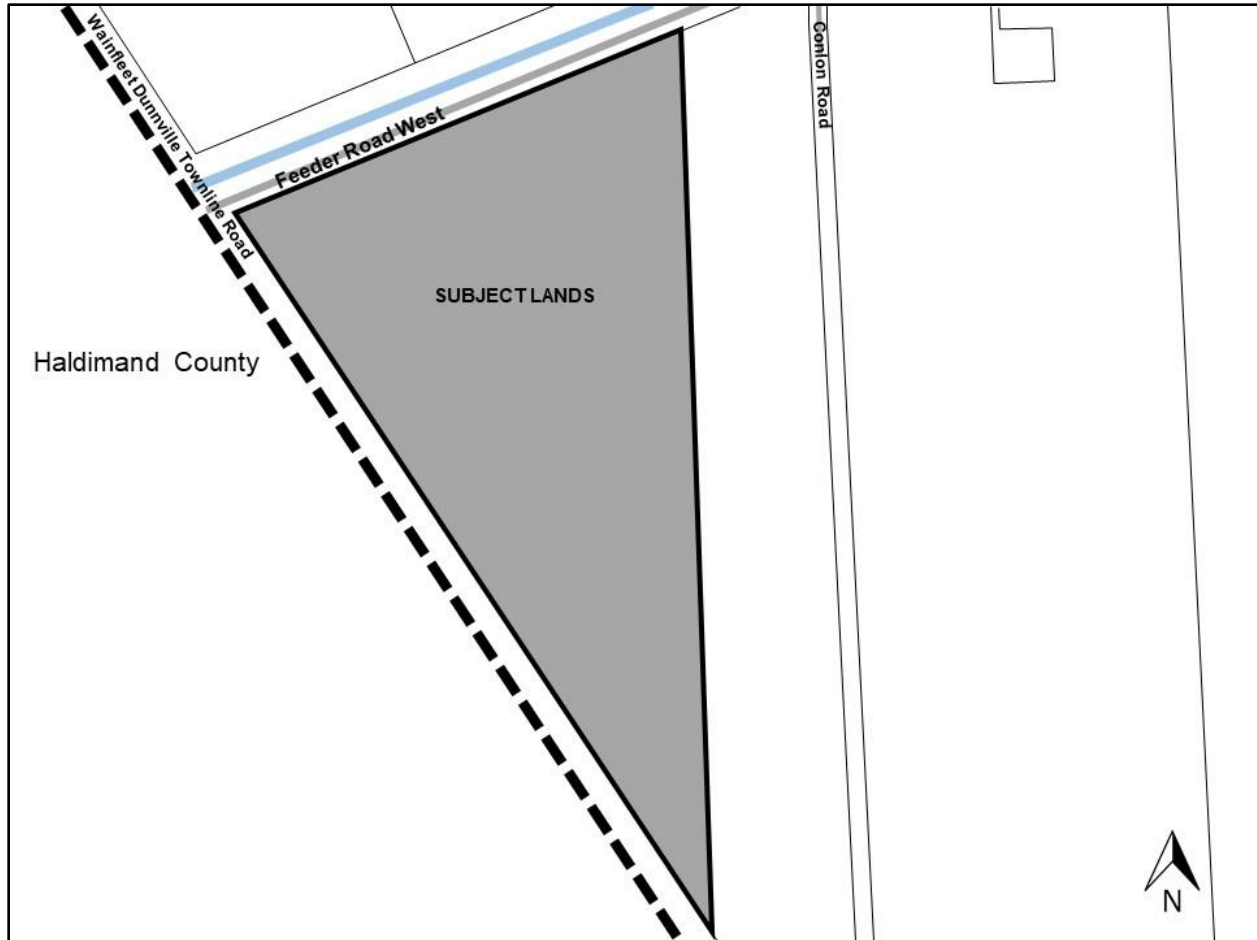 Wainfleet Dunnville Townline Road
Feeder Road West
Conlon Road
SUBJECT LANDS
Haldimand County
N